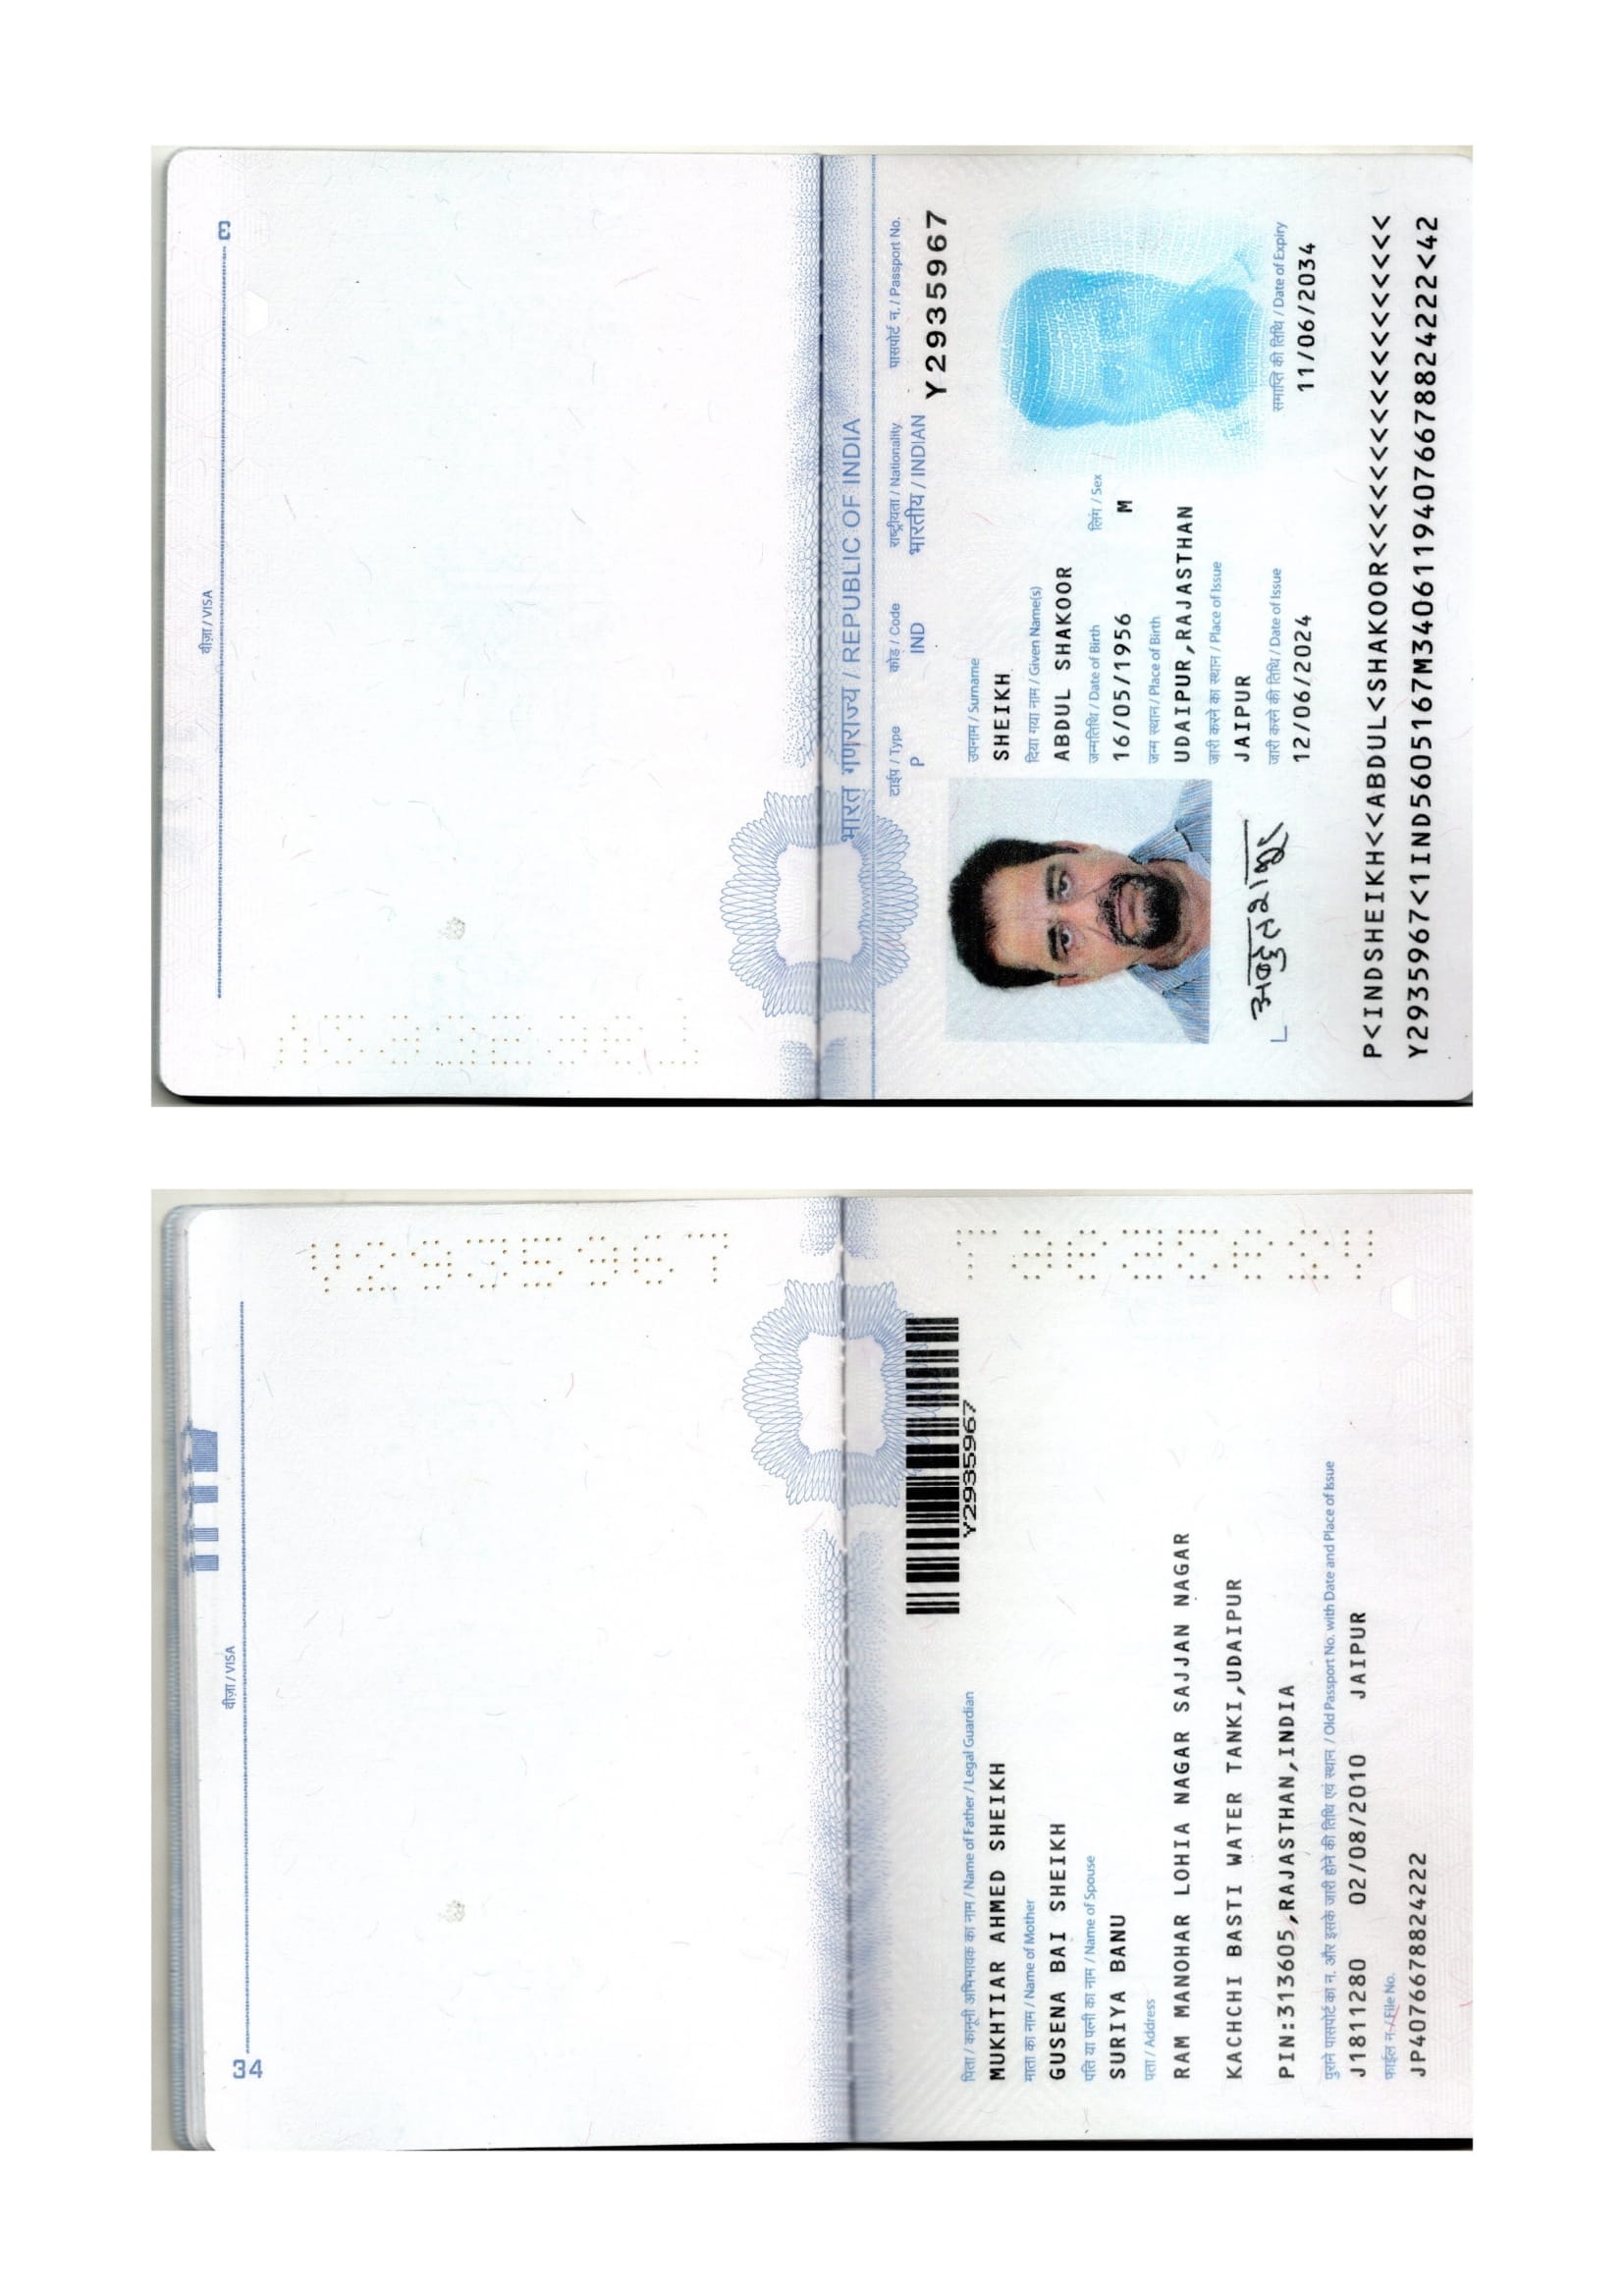 वीज़ा / VISA
3
भारत गणराज्य / REPUBLIC OF INDIA
टाईप / Type
कोड / Code
राष्ट्रीयता / Nationality
पासपोर्ट न. / Passport No.
P
IND
भारतीय / INDIAN
Y2935967
उपनाम / Surname
SHEIKH
दिया गया नाम / Given Name(s)
ABDUL SHAKOOR
जन्मतिथि / Date of Birth
लिंग / Sex
16/05/1956
M
जन्म स्थान / Place of Birth
UDAIPUR,RAJASTHAN
जारी करने का स्थान / Place of Issue
JAIPUR
जारी करने की तिथि / Date of Issue
समाप्ति की तिथि / Date of Expiry
12/06/2024
11/06/2034
अब्दुल शकूर
P<INDSHEIKH<<ABDUL<SHAKOOR<<<<<<<<<<<<<<<<<<
Y2935967<1IND5605167M3406119407667882422​2<42
34
वीज़ा / VISA
Y2935967
Y2935967
पिता / कानूनी अभिभावक का नाम / Name of Father / Legal Guardian
MUKHTIAR AHMED SHEIKH
माता का नाम / Name of Mother
GUSENA BAI SHEIKH
पति या पत्नी का नाम / Name of Spouse
SURIYA BANU
पता / Address
RAM MANOHAR LOHIA NAGAR SAJJAN NAGAR
KACHCHI BASTI WATER TANKI,UDAIPUR
PIN:313605,RAJASTHAN,INDIA
पुराने पासपोर्ट का न. और इसके जारी होने की तिथि एवं स्थान / Old Passport No. with Date and Place of Issue
J1811280 02/08/2010 JAIPUR
फाईल न. / File No.
JP4076678824222